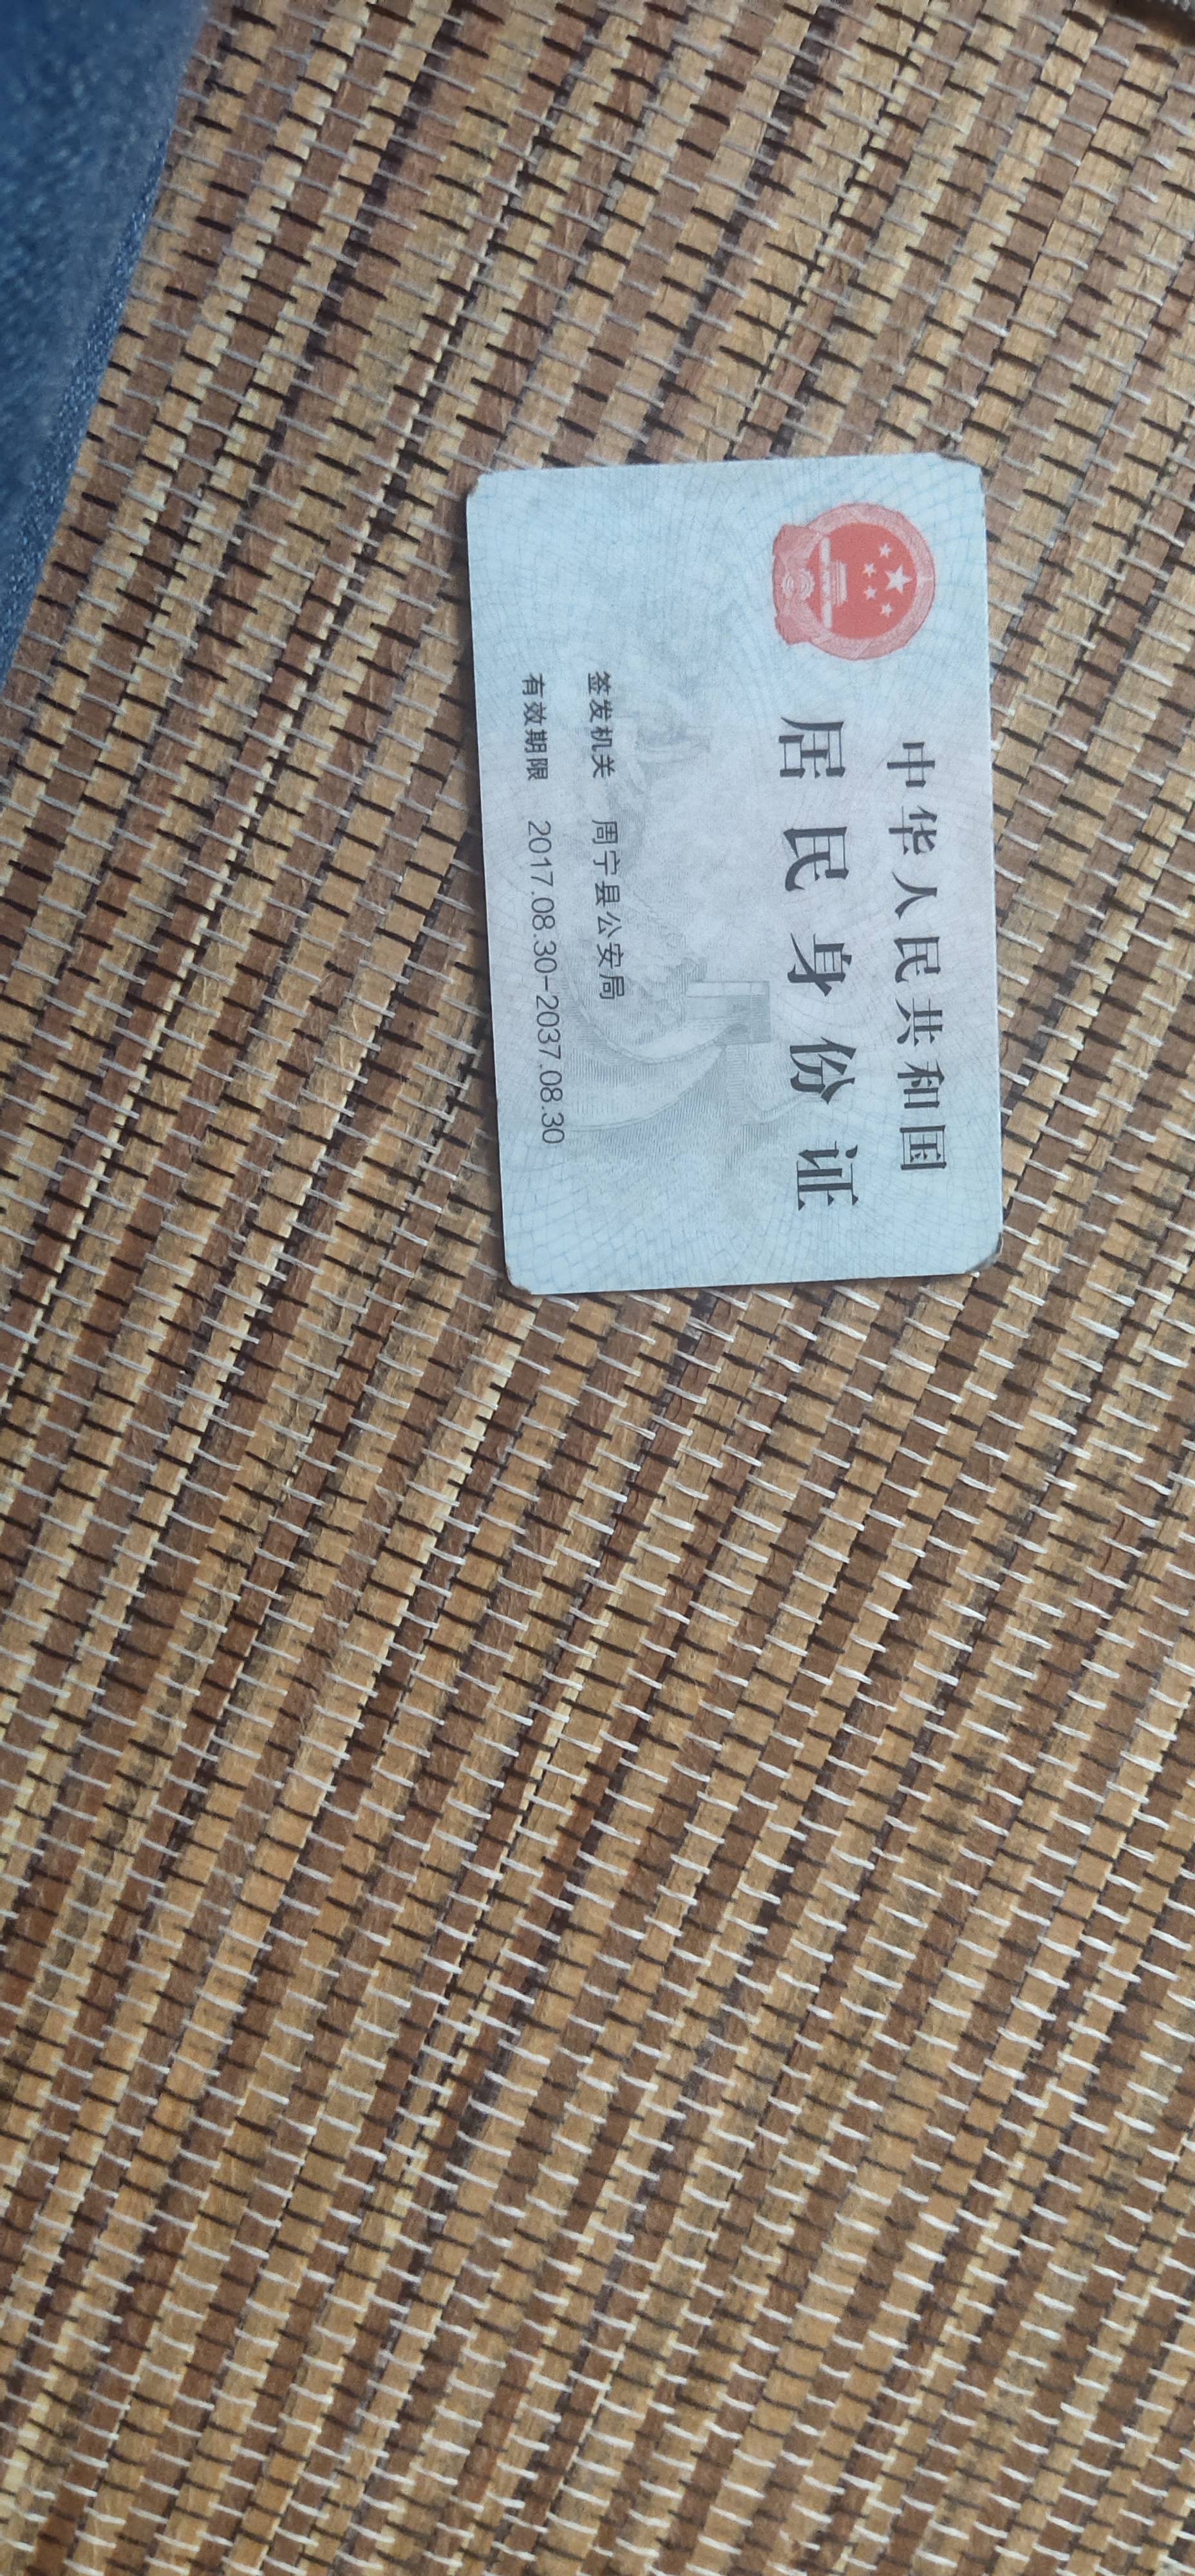 中华人民共和国
居民身份证
签发机关 周宁县公安局
有效期限 2017.08.30-2037.08.30